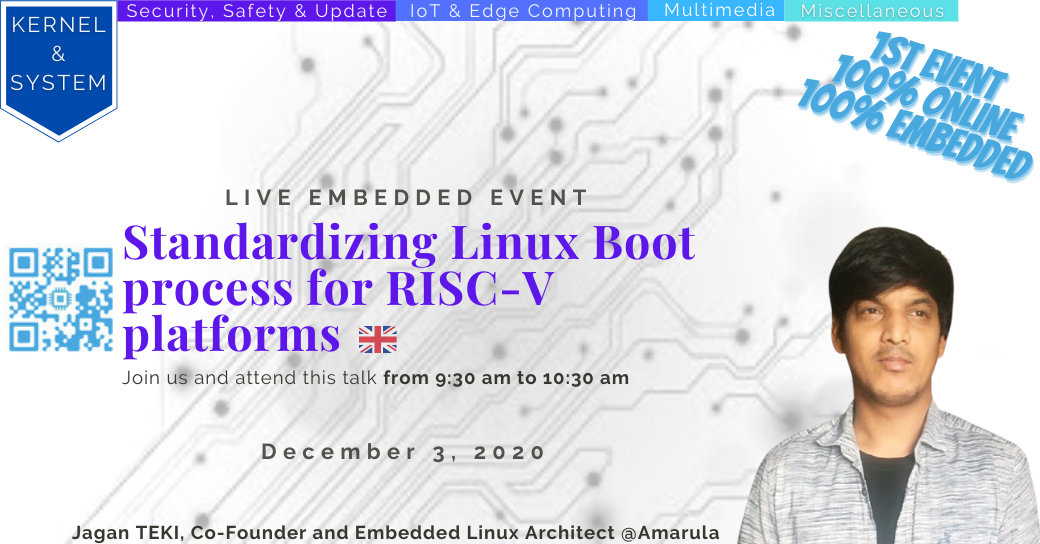 KERNEL
&
SYSTEM
Security, Safety & Update
IoT & Edge Computing
Multimedia
Miscellaneous
1ST EVENT
100% ONLINE
100% EMBEDDED
LIVE EMBEDDED EVENT
Standardizing Linux Boot
process for RISC-V
platforms
Join us and attend this talk from 9:30 am to 10:30 am
December 3, 2020
Jagan TEKI, Co-Founder and Embedded Linux Architect @Amarula